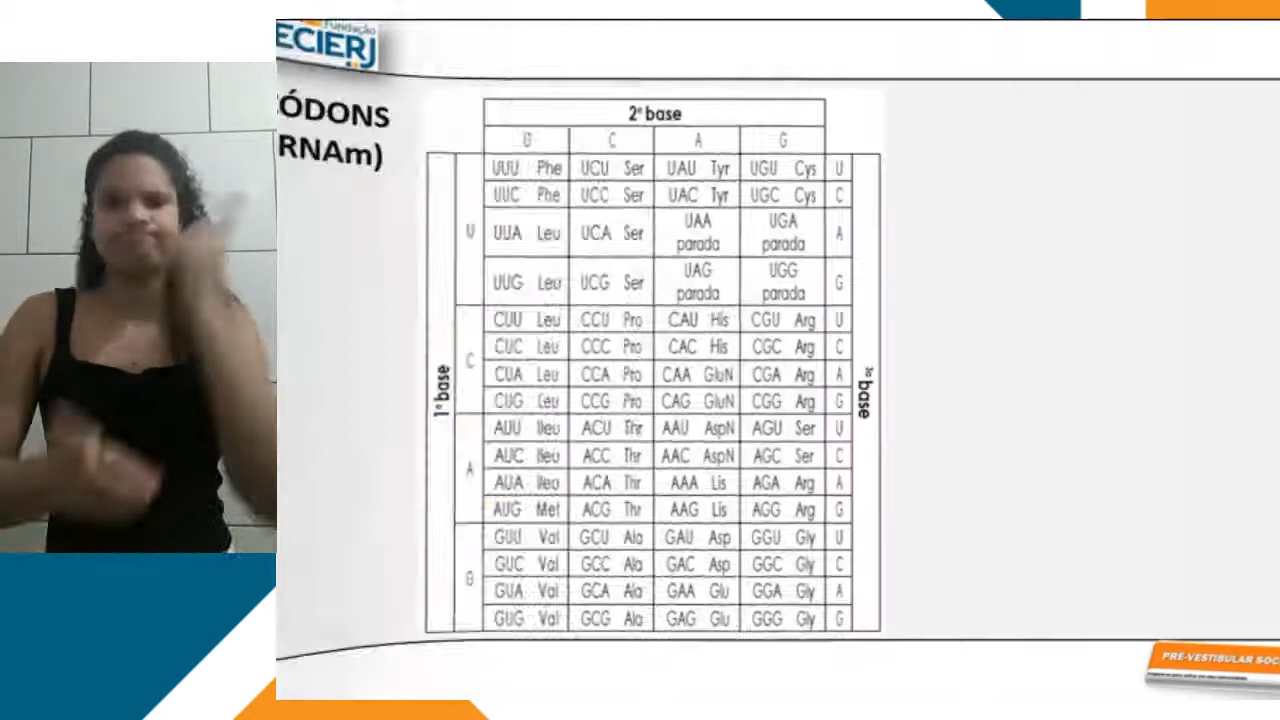 Fundação
ECIERJ
ÓDONS
RNAm)
2ª base
U C A G
UUU Phe UCU Ser UAU Tyr UGU Cys U
UUC Phe UCC Ser UAC Tyr UGC Cys C
U UUA Leu UCA Ser UAA parada UGA parada A
UUG Leu UCG Ser UAG parada UGG parada G
CUU Leu CCU Pro CAU His CGU Arg U
C CUC Leu CCC Pro CAC His CGC Arg C
CUA Leu CCA Pro CAA GluN CGA Arg A
CUG Leu CCG Pro CAG GluN CGG Arg G
1ª base
3ª base
AUU Ileu ACU Thr AAU AspN AGU Ser U
A AUC Ileu ACC Thr AAC AspN AGC Ser C
AUA Ileu ACA Thr AAA Lis AGA Arg A
AUG Met ACG Thr AAG Lis AGG Arg G
GUU Val GCU Ala GAU Asp GGU Gly U
G GUC Val GCC Ala GAC Asp GGC Gly C
GUA Val GCA Ala GAA Glu GGA Gly A
GUG Val GCG Ala GAG Glu GGG Gly G
PRÉ-VESTIBULAR SOC